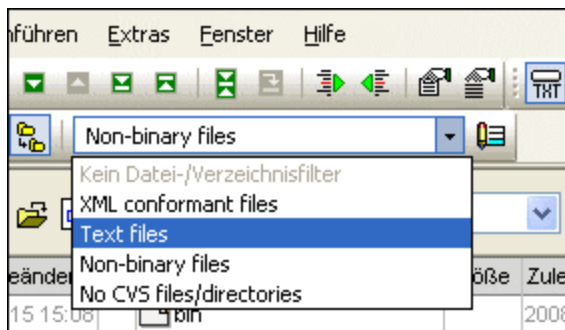 nführen Extras Fenster Hilfe
TXT
Non-binary files
Kein Datei-/Verzeichnisfilter
XML conformant files
Text files
Non-binary files
No CVS files/directories
eänder öße Zule
15 15:08 bin 2008